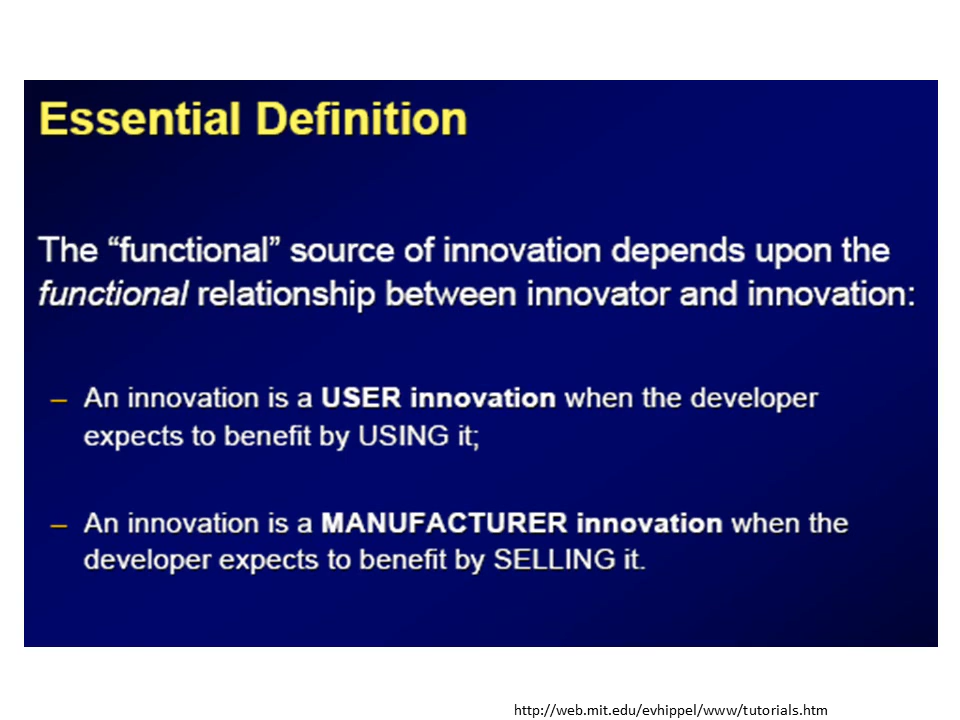 Essential Definition
The “functional” source of innovation depends upon the
functional relationship between innovator and innovation:
– An innovation is a USER innovation when the developer
expects to benefit by USING it;
– An innovation is a MANUFACTURER innovation when the
developer expects to benefit by SELLING it.
http://web.mit.edu/evhippel/www/tutorials.htm